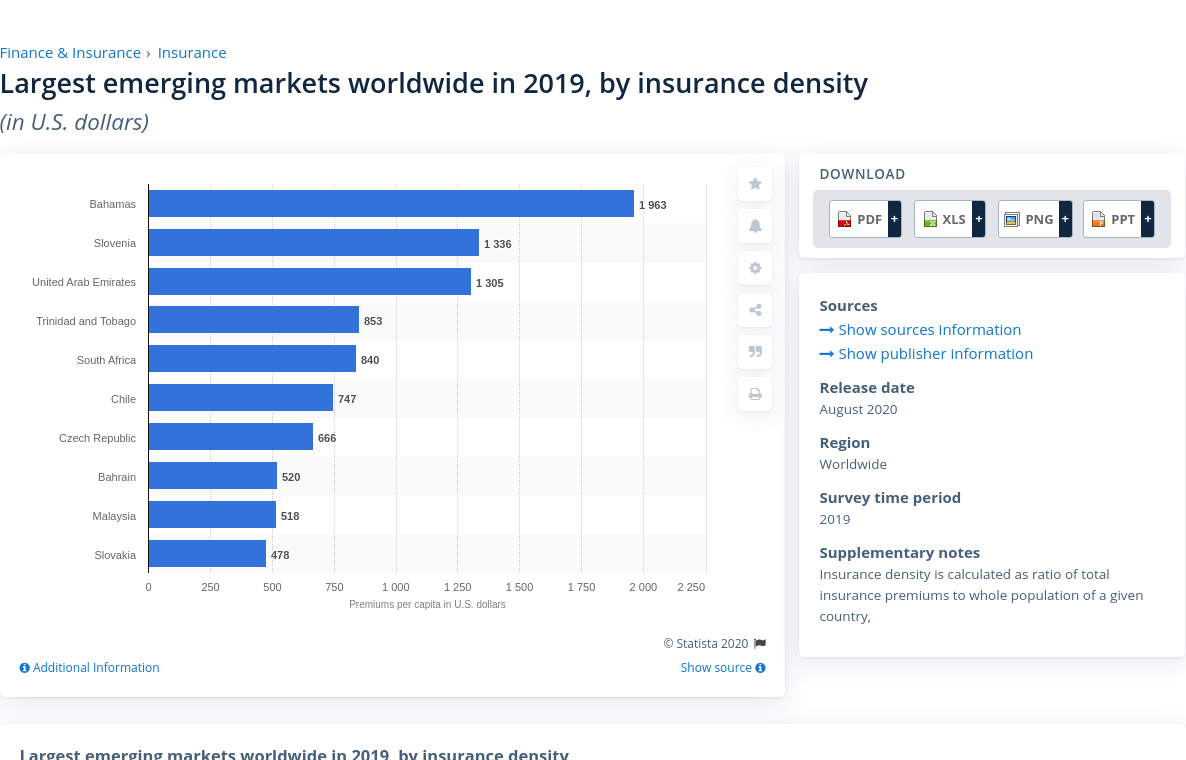 Finance & Insurance › Insurance
Largest emerging markets worldwide in 2019, by insurance density
(in U.S. dollars)
Bahamas 1 963
Slovenia 1 336
United Arab Emirates 1 305
Trinidad and Tobago 853
South Africa 840
Chile 747
Czech Republic 666
Bahrain 520
Malaysia 518
Slovakia 478
0 250 500 750 1 000 1 250 1 500 1 750 2 000 2 250
Premiums per capita in U.S. dollars
© Statista 2020
Additional Information
Show source
DOWNLOAD
PDF + XLS + PNG + PPT +
Sources
Show sources information
Show publisher information
Release date
August 2020
Region
Worldwide
Survey time period
2019
Supplementary notes
Insurance density is calculated as ratio of total
insurance premiums to whole population of a given
country,
Largest emerging markets worldwide in 2019, by insurance density